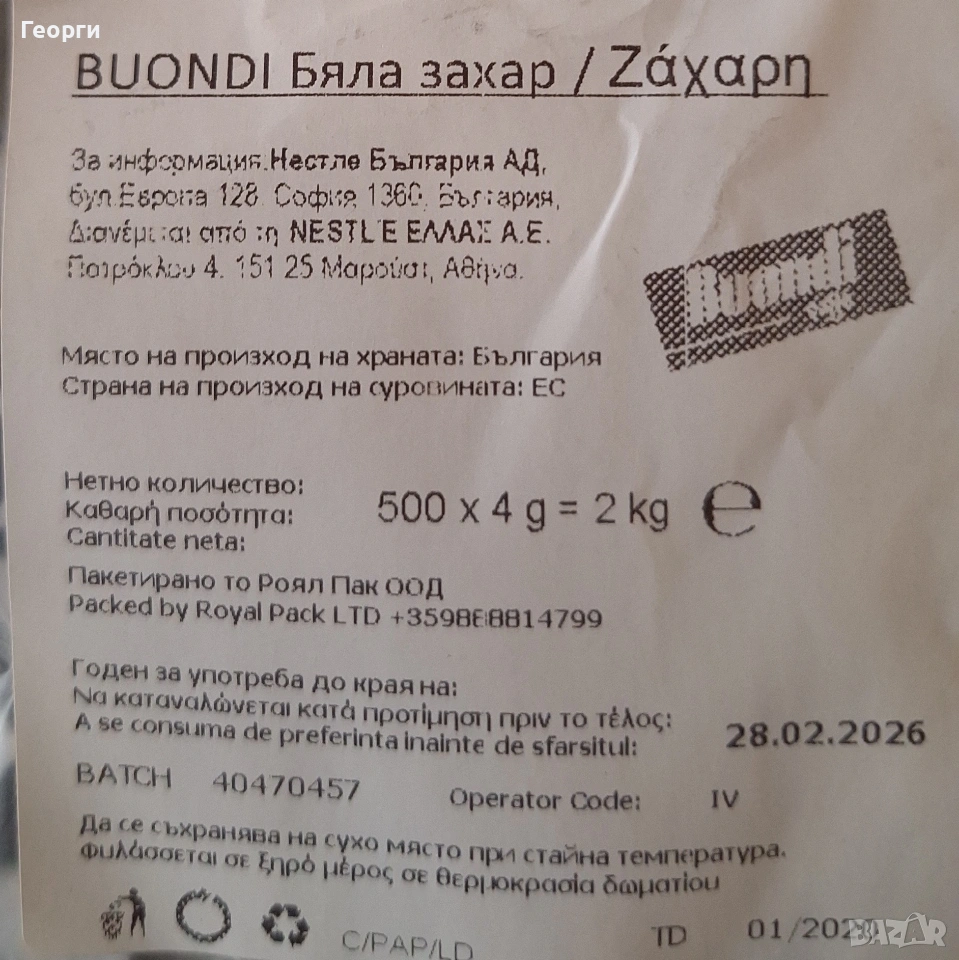 Георги
BUONDI Бяла захар / Ζάχαρη
За информация:Нестле България АД,
бул.Европа 128, София 1360, България,
Διανέμεται από τη NESTLE ΕΛΛΑΣ Α.Ε.
Πατρόκλου 4, 151 25 Μαρούσι, Αθήνα.
Buondi
Място на произход на храната: България
Страна на произход на суровината: ЕС
Нетно количество:
Καθαρή ποσότητα:
Cantitate neta:
500 x 4 g = 2 kg ℮
Пакетирано то Роял Пак ООД
Packed by Royal Pack LTD +359888814799
Годен за употреба до края на:
Να καταναλώνεται κατά προτίμηση πριν το τέλος:
A se consuma de preferinta inainte de sfarsitul:
28.02.2026
BATCH 40470457 Operator Code: IV
Да се съхранява на сухо място при стайна температура.
Φυλάσσεται σε ξηρό μέρος σε θερμοκρασία δωματίου
C/PAP/LD
TD
BAZAR